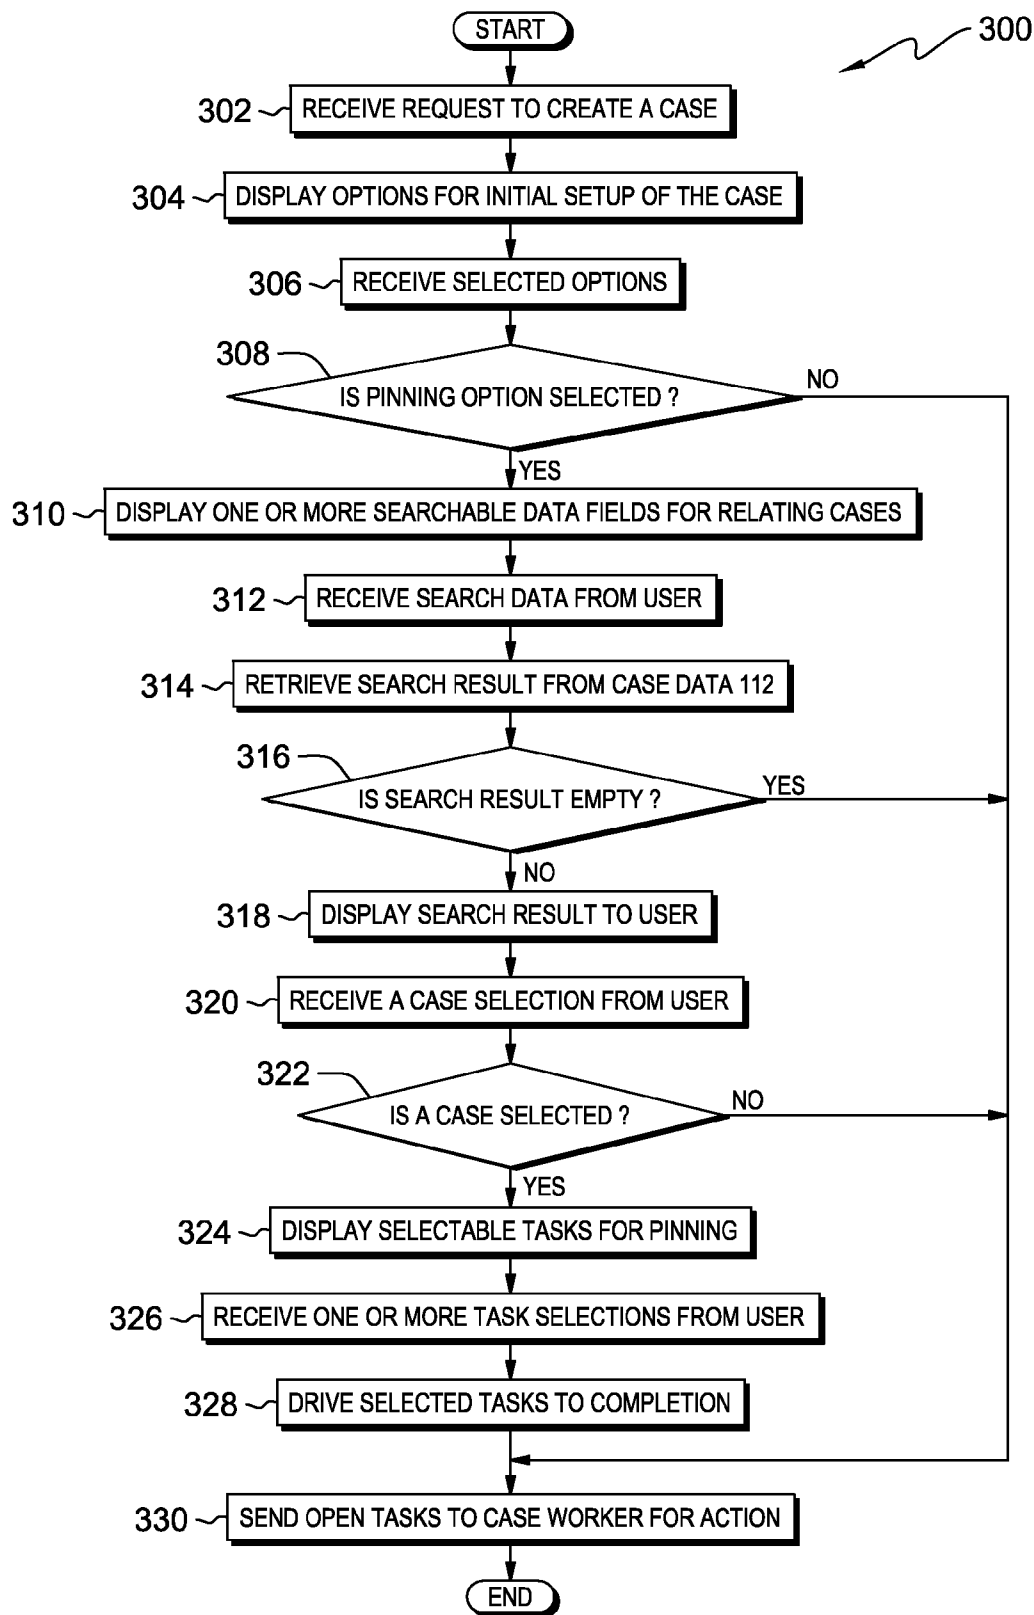 START
300
302
RECEIVE REQUEST TO CREATE A CASE
304
DISPLAY OPTIONS FOR INITIAL SETUP OF THE CASE
306
RECEIVE SELECTED OPTIONS
308
IS PINNING OPTION SELECTED ?
NO
YES
310
DISPLAY ONE OR MORE SEARCHABLE DATA FIELDS FOR RELATING CASES
312
RECEIVE SEARCH DATA FROM USER
314
RETRIEVE SEARCH RESULT FROM CASE DATA 112
316
IS SEARCH RESULT EMPTY ?
YES
NO
318
DISPLAY SEARCH RESULT TO USER
320
RECEIVE A CASE SELECTION FROM USER
322
IS A CASE SELECTED ?
NO
YES
324
DISPLAY SELECTABLE TASKS FOR PINNING
326
RECEIVE ONE OR MORE TASK SELECTIONS FROM USER
328
DRIVE SELECTED TASKS TO COMPLETION
330
SEND OPEN TASKS TO CASE WORKER FOR ACTION
END